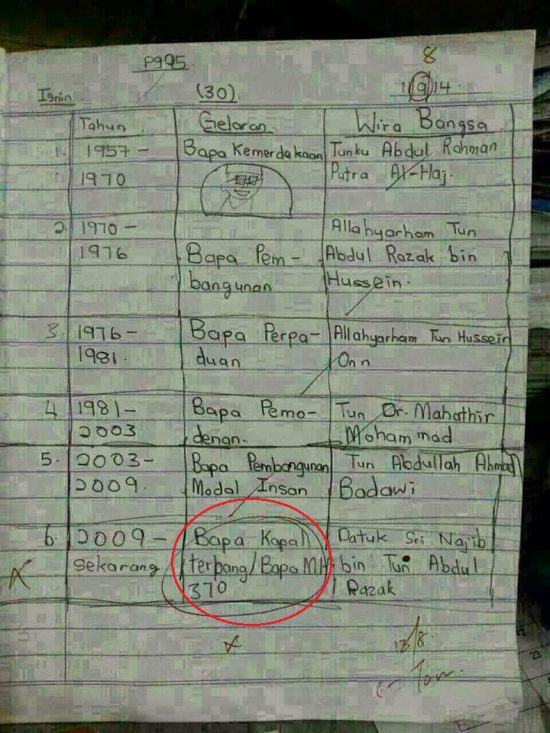 8
P995
Isnin. (30) 1 9 14
Tahun Gelaran Wira Bangsa
1. 1957 - Bapa Kemerdekaan Tunku Abdul Rahman
1970 Putra Al-Haj.
2. 1970 - Allahyarham Tun
1976 Bapa Pem- Abdul Razak bin
bangunan Hussein.
3. 1976 - Bapa Perpa- Allahyarham Tun Hussein
1981. duan Onn
4. 1981 - Bapa Pemo- Tun Dr. Mahathir
2003 denan. Mohammad
5. 2003 - Bapa Pembangunan Tun Abdullah Ahmad
2009. Modal Insan Badawi
6. 2009 - Bapa Kapal Datuk Sri Najib
sekarang terbang/Bapa MH bin Tun Abdul
370 Razak